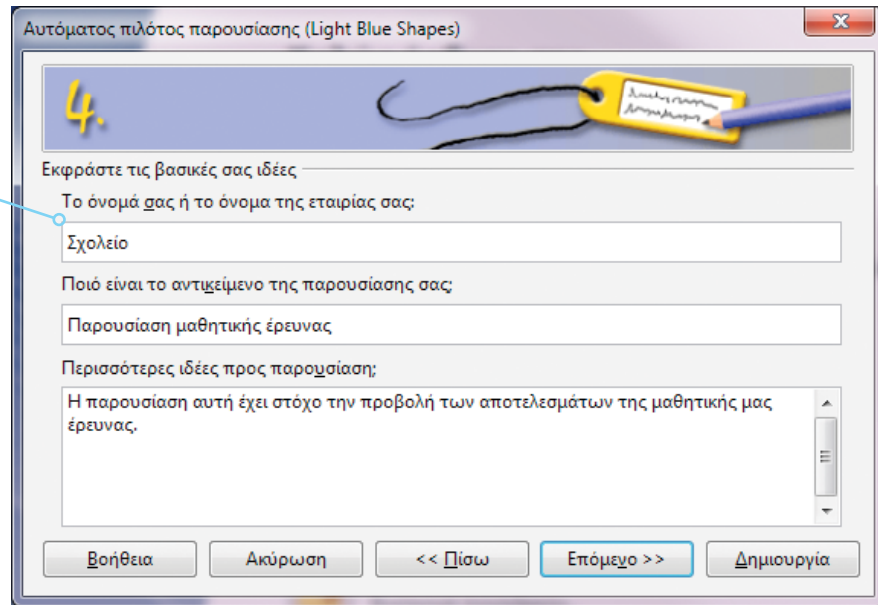 Αυτόματος πιλότος παρουσίασης (Light Blue Shapes)
4.
Εκφράστε τις βασικές σας ιδέες
Το όνομά σας ή το όνομα της εταιρίας σας:
Σχολείο
Ποιό είναι το αντικείμενο της παρουσίασης σας;
Παρουσίαση μαθητικής έρευνας
Περισσότερες ιδέες προς παρουσίαση;
Η παρουσίαση αυτή έχει στόχο την προβολή των αποτελεσμάτων της μαθητικής μας
έρευνας.
Βοήθεια Ακύρωση << Πίσω Επόμενο >> Δημιουργία